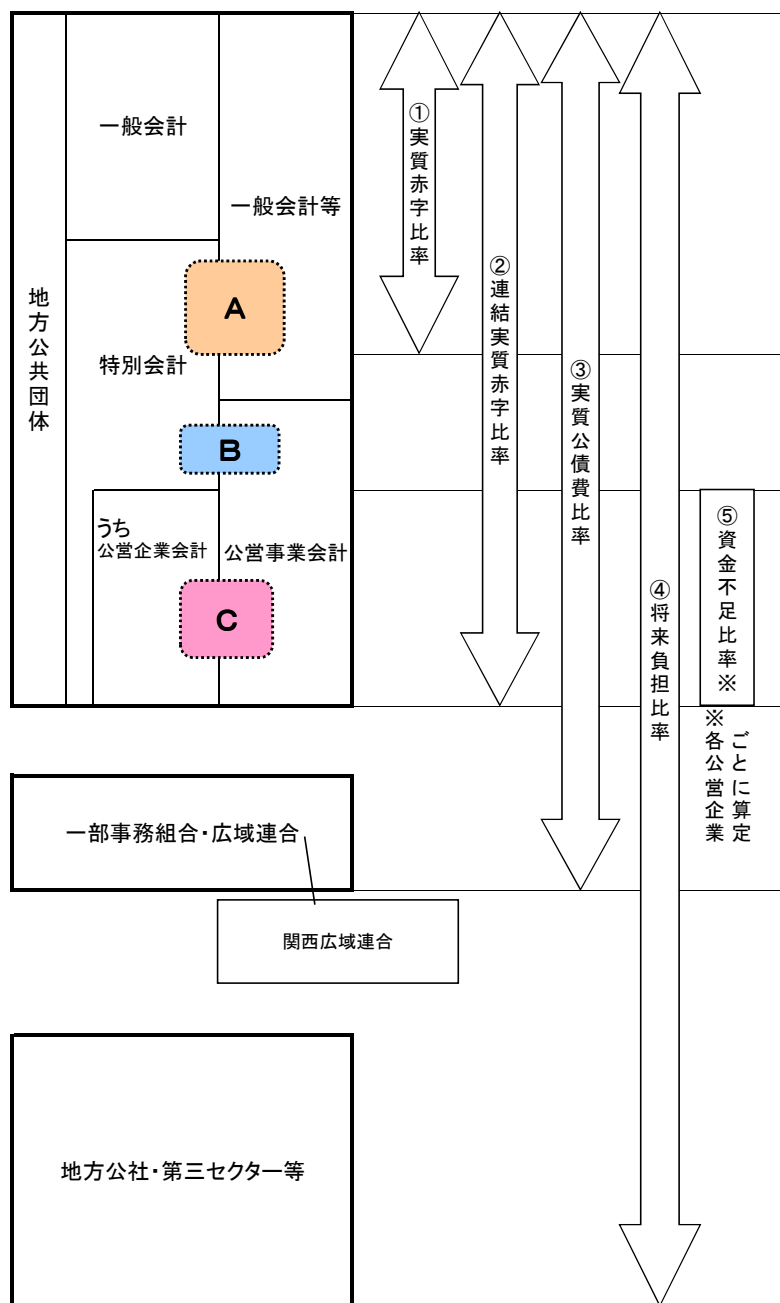 地方公共団体
一般会計
一般会計等
A
特別会計
B
うち
公営企業会計
公営事業会計
C
①実質赤字比率
②連結実質赤字比率
③実質公債費比率
④将来負担比率
⑤資金不足比率※
※各公営企業
ごとに算定
一部事務組合・広域連合
関西広域連合
地方公社・第三セクター等